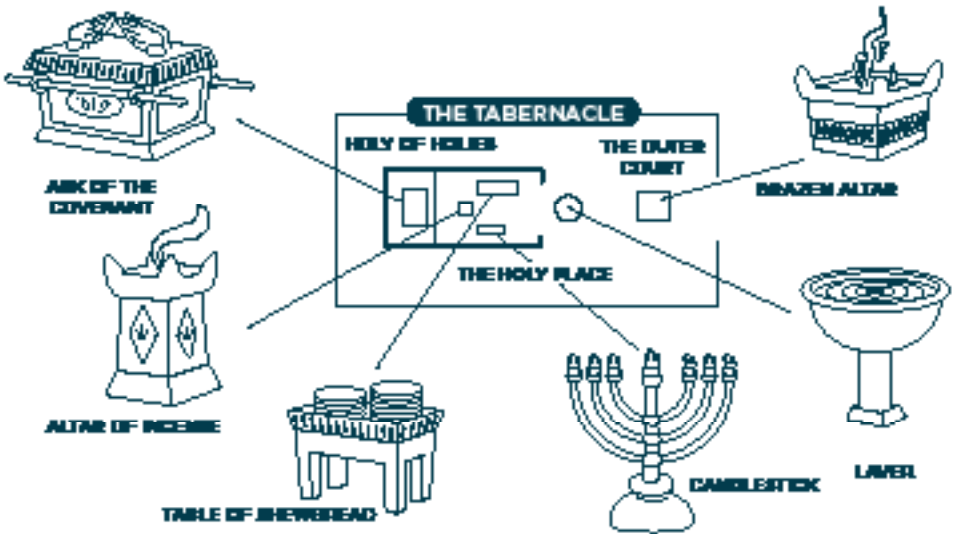 THE TABERNACLE
HOLY OF HOLIES
THE OUTER
COURT
ARK OF THE
COVENANT
BRAZEN ALTAR
THE HOLY PLACE
ALTAR OF INCENSE
LAVER
CANDLESTICK
TABLE OF SHEWBREAD